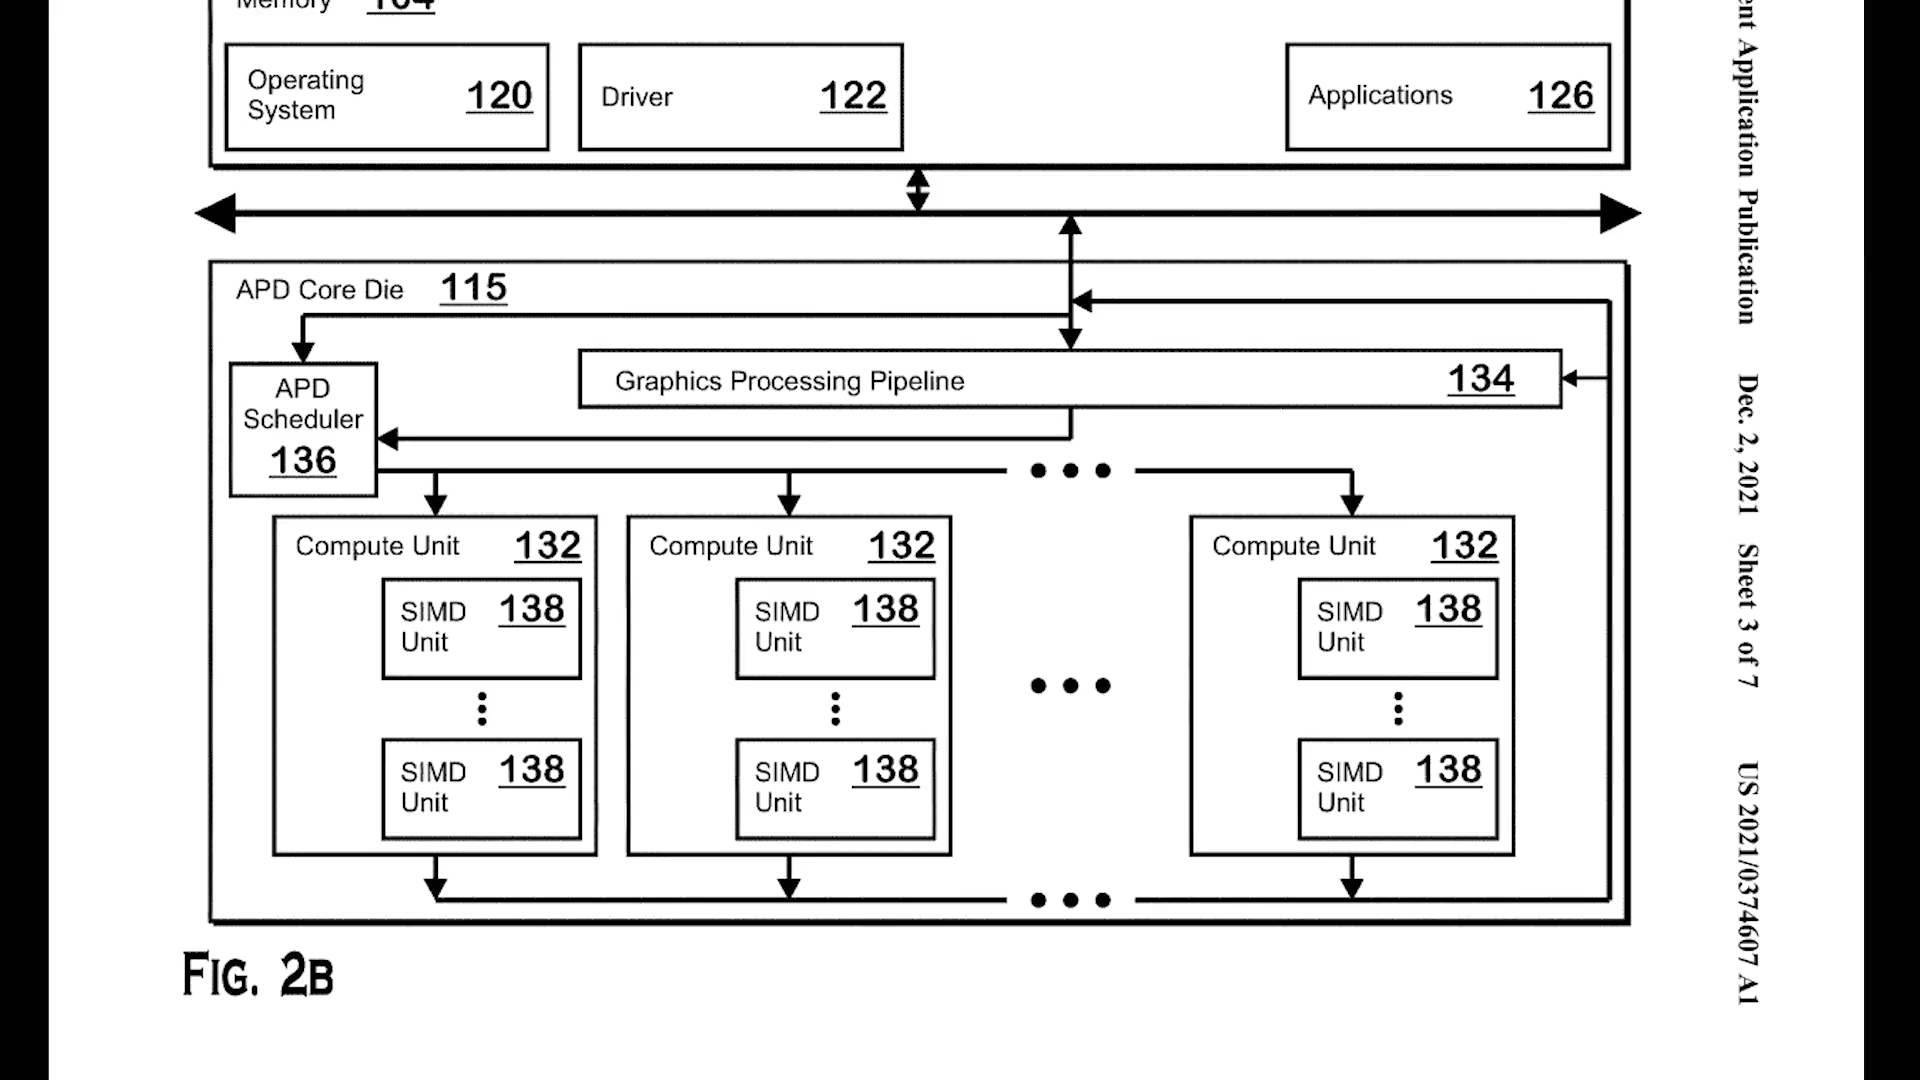 Memory 104
Operating
System 120
Driver 122
Applications 126
APD Core Die 115
APD
Scheduler
136
Graphics Processing Pipeline 134
Compute Unit 132
SIMD 138
Unit
SIMD 138
Unit
Compute Unit 132
SIMD 138
Unit
SIMD 138
Unit
Compute Unit 132
SIMD 138
Unit
SIMD 138
Unit
FIG. 2B
ent Application Publication Dec. 2, 2021 Sheet 3 of 7 US 2021/0374607 A1